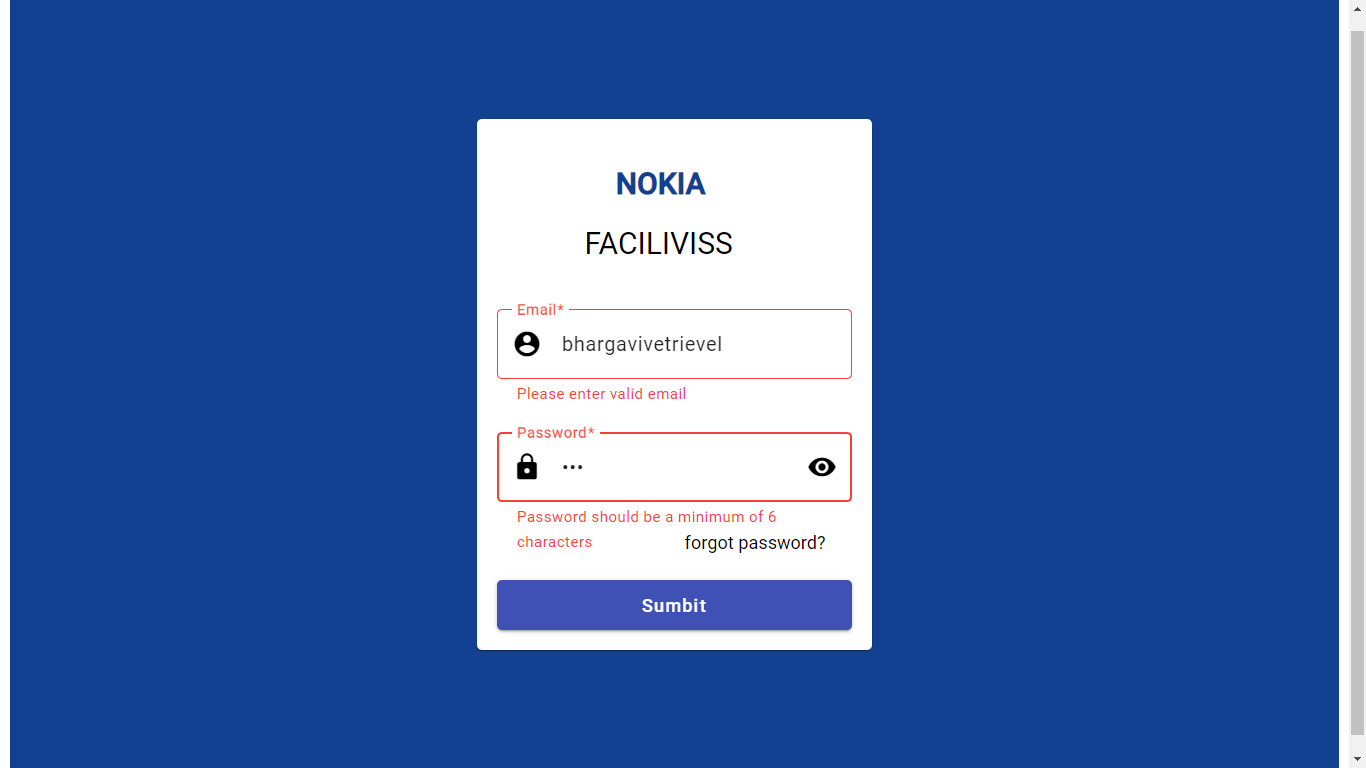 NOKIA
FACILIVISS
Email*
bhargavivetrievel
Please enter valid email
Password*
•••
Password should be a minimum of 6
characters
forgot password?
Sumbit